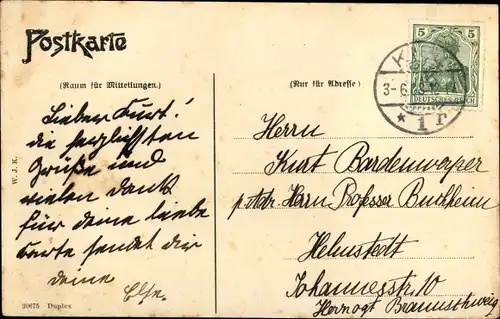 Postkarte
(Raum für Mitteilungen.)
(Nur für Adresse)
5 5
DEUTSCHES REICH
3-6
* 1 r
Lieber Kurt!
die herzlichsten
Grüße und
vielen Dank
für deine liebe
Karte sendet dir
deine
Else.
Herrn
Kurt Bardenwerper
p. Adr. Herrn Professor Buchheim
Helmstedt
Johannesstr. 10
Herzogt Braunschweig
W. J. K.
30675 Duplex